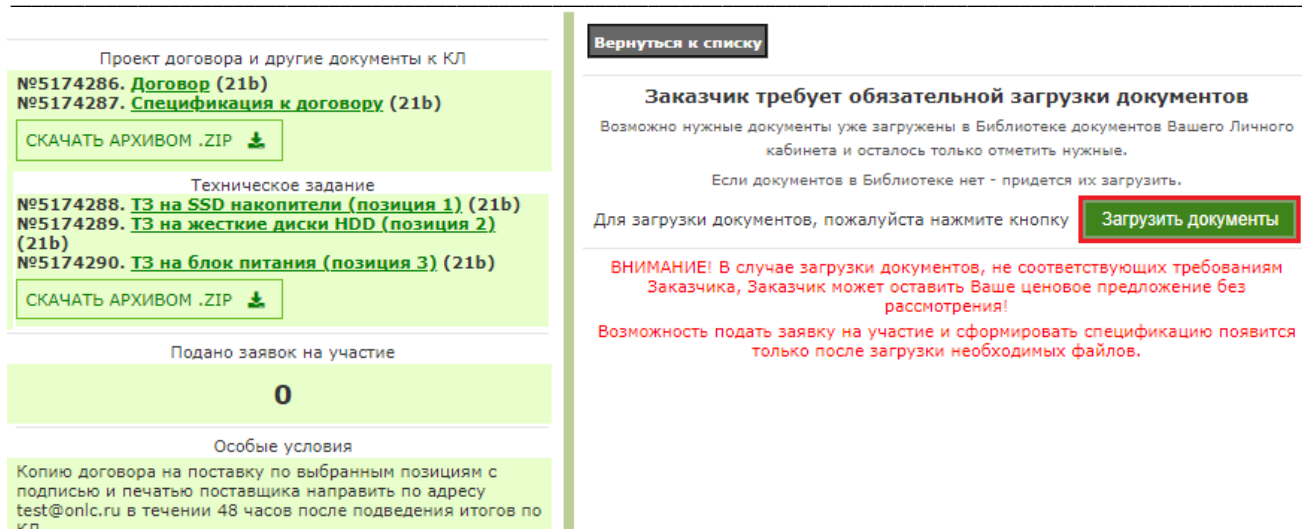 Проект договора и другие документы к КЛ
№5174286. Договор (21b)
№5174287. Спецификация к договору (21b)
СКАЧАТЬ АРХИВОМ .ZIP
Техническое задание
№5174288. ТЗ на SSD накопители (позиция 1) (21b)
№5174289. ТЗ на жесткие диски HDD (позиция 2)
(21b)
№5174290. ТЗ на блок питания (позиция 3) (21b)
СКАЧАТЬ АРХИВОМ .ZIP
Подано заявок на участие
0
Особые условия
Копию договора на поставку по выбранным позициям с
подписью и печатью поставщика направить по адресу
test@onlc.ru в течении 48 часов после подведения итогов по
КЛ
Вернуться к списку
Заказчик требует обязательной загрузки документов
Возможно нужные документы уже загружены в Библиотеке документов Вашего Личного
кабинета и осталось только отметить нужные.
Если документов в Библиотеке нет - придется их загрузить.
Для загрузки документов, пожалуйста нажмите кнопку Загрузить документы
ВНИМАНИЕ! В случае загрузки документов, не соответствующих требованиям
Заказчика, Заказчик может оставить Ваше ценовое предложение без
рассмотрения!
Возможность подать заявку на участие и сформировать спецификацию появится
только после загрузки необходимых файлов.